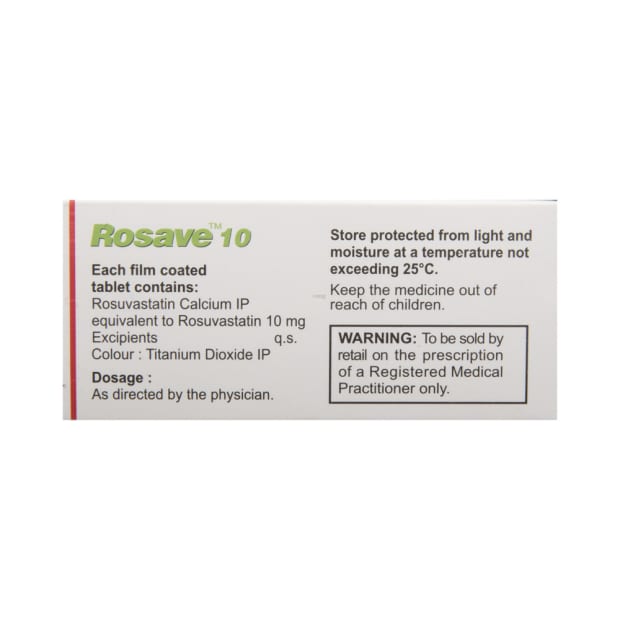 Rosave™ 10
Each film coated
tablet contains:
Rosuvastatin Calcium IP
equivalent to Rosuvastatin 10 mg
Excipients q.s.
Colour : Titanium Dioxide IP
Dosage :
As directed by the physician.
Store protected from light and
moisture at a temperature not
exceeding 25°C.
Keep the medicine out of
reach of children.
WARNING: To be sold by
retail on the prescription
of a Registered Medical
Practitioner only.